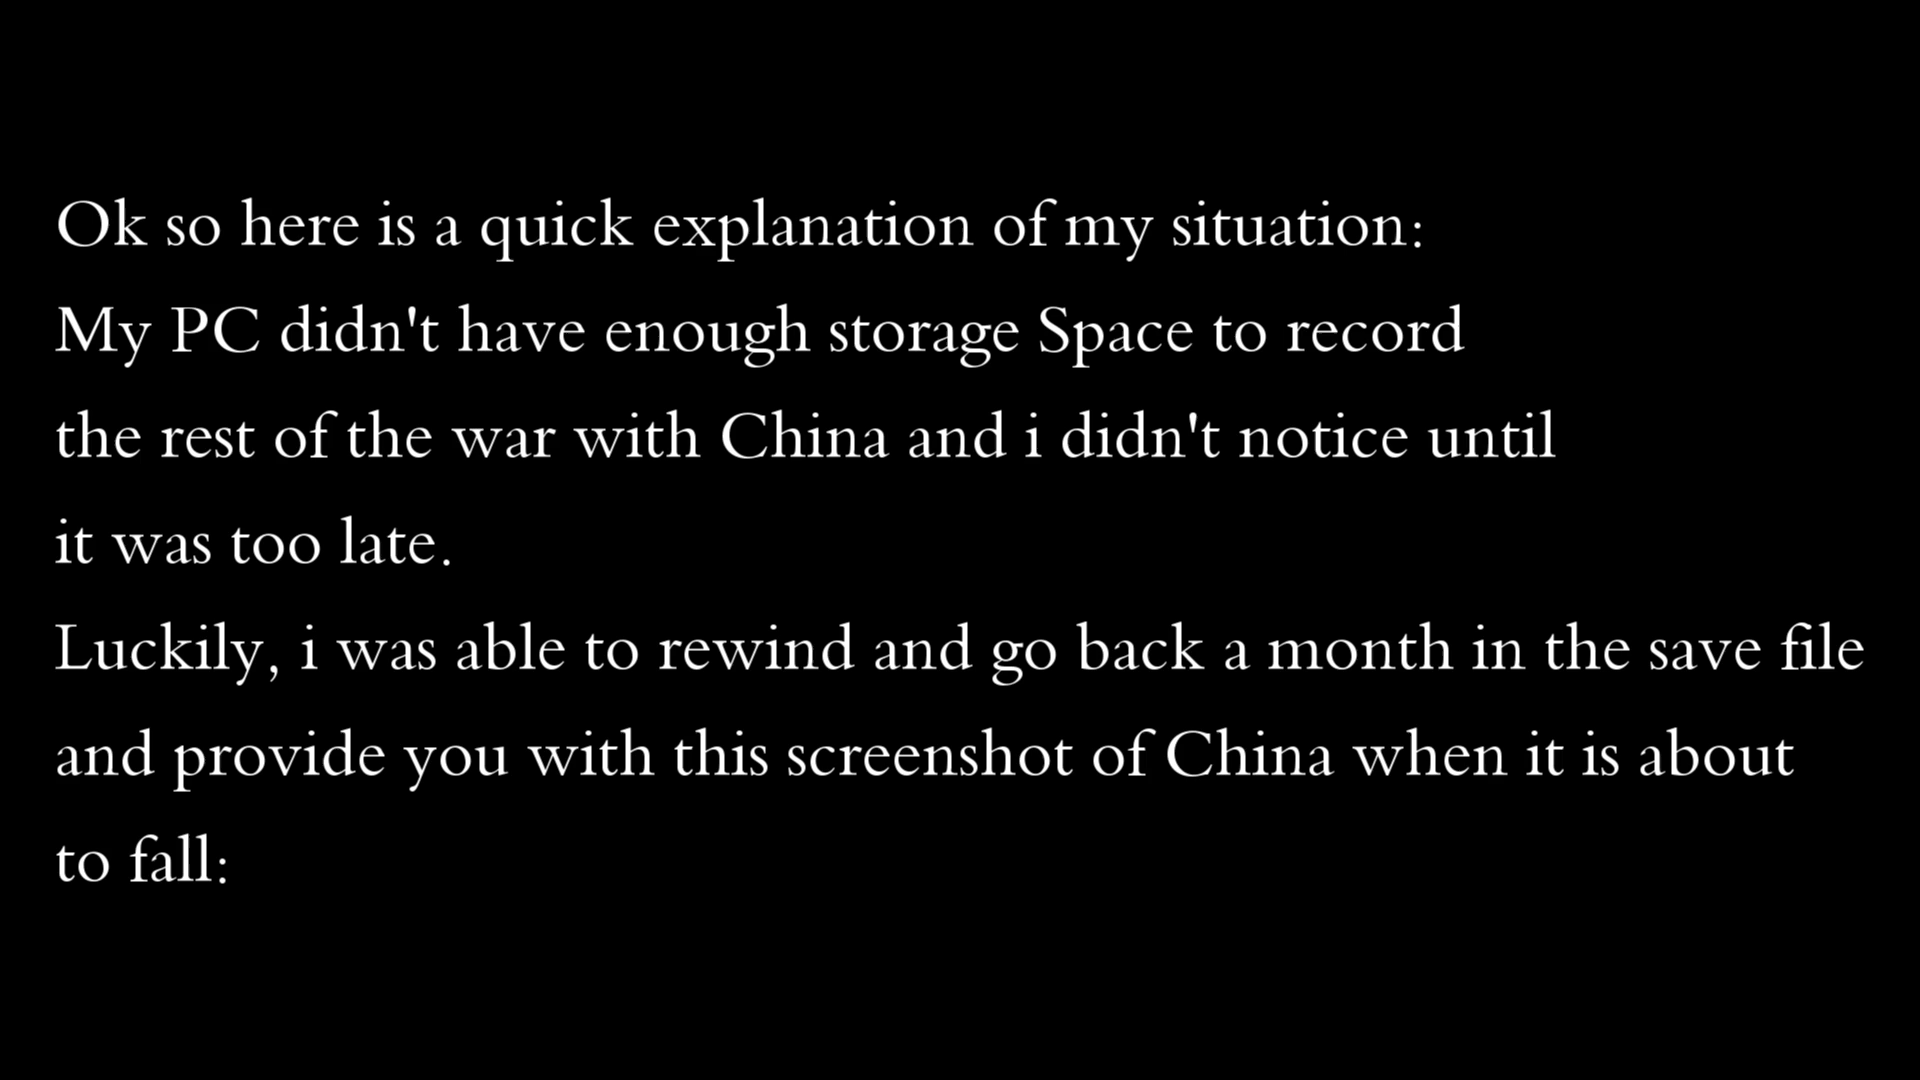 Ok so here is a quick explanation of my situation:
My PC didn't have enough storage Space to record
the rest of the war with China and i didn't notice until
it was too late.
Luckily, i was able to rewind and go back a month in the save file
and provide you with this screenshot of China when it is about
to fall: